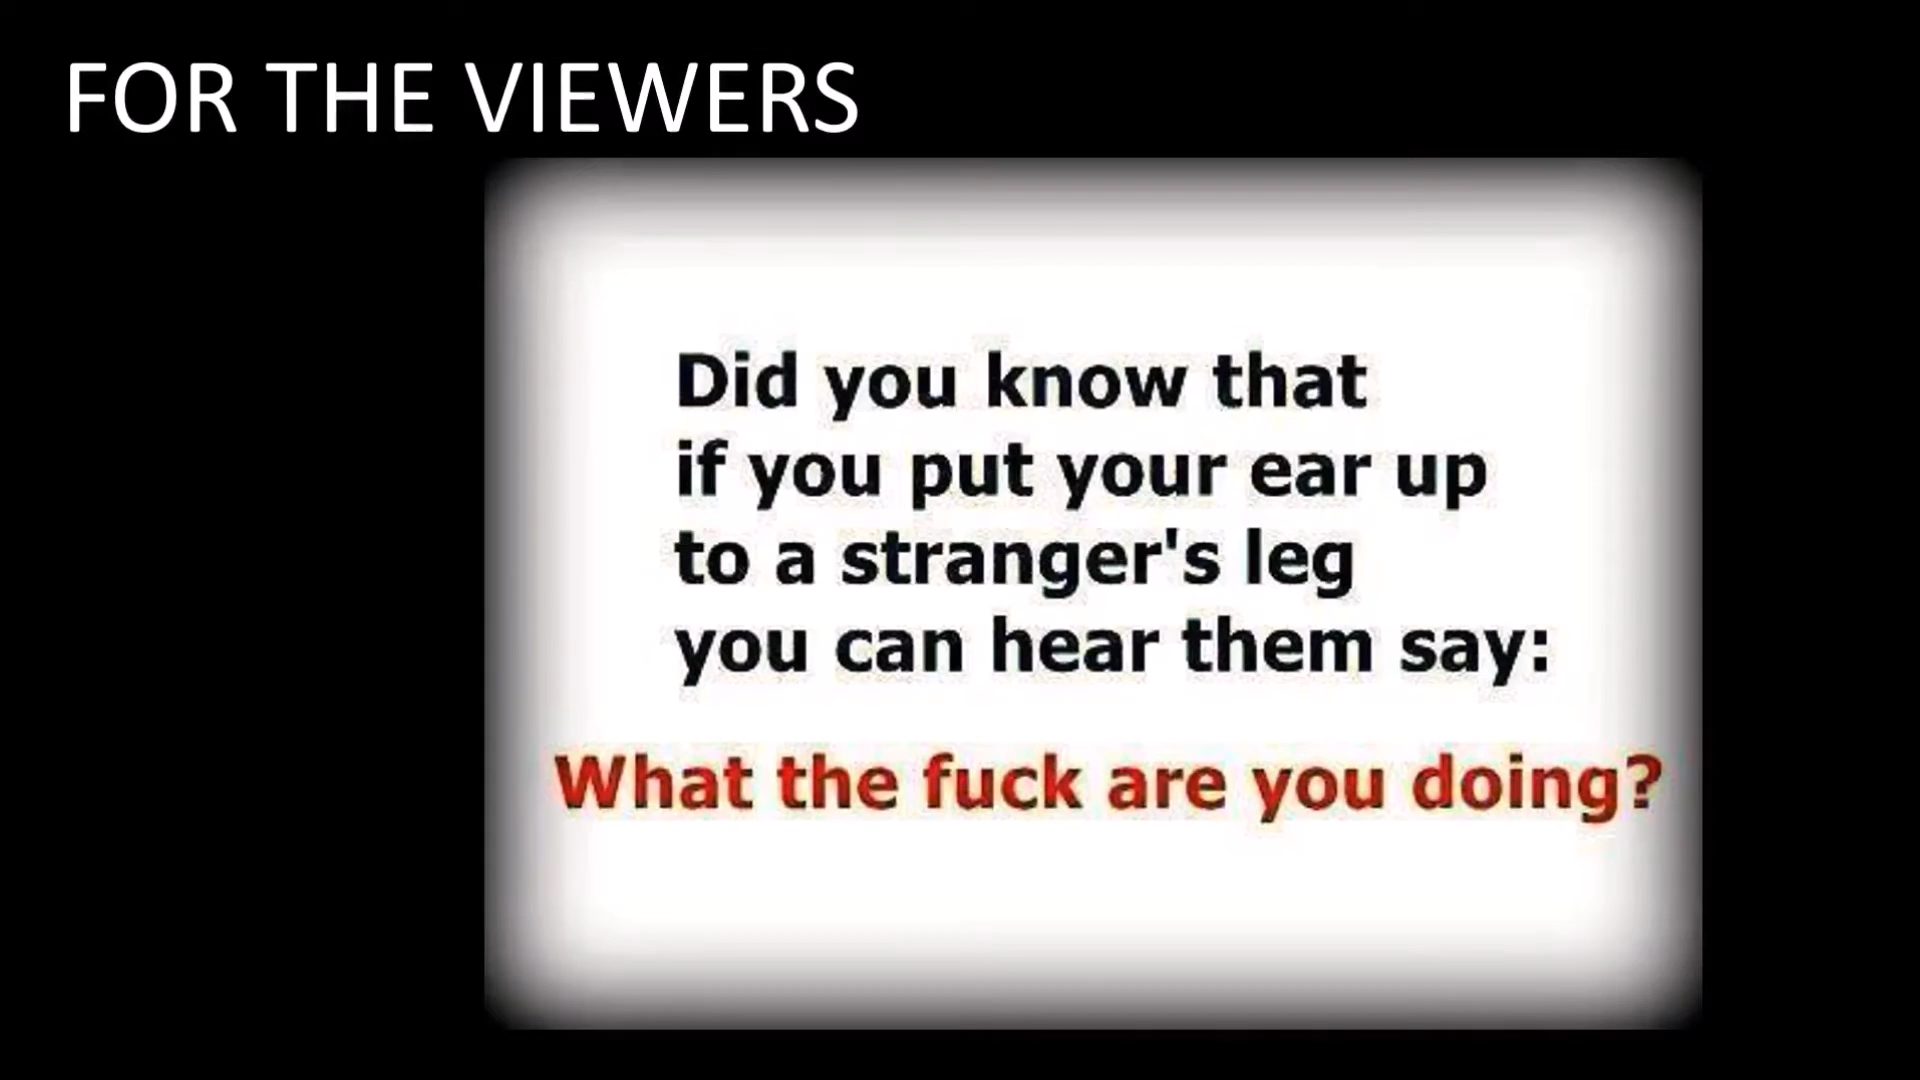 FOR THE VIEWERS
Did you know that
if you put your ear up
to a stranger's leg
you can hear them say:
What the fuck are you doing?